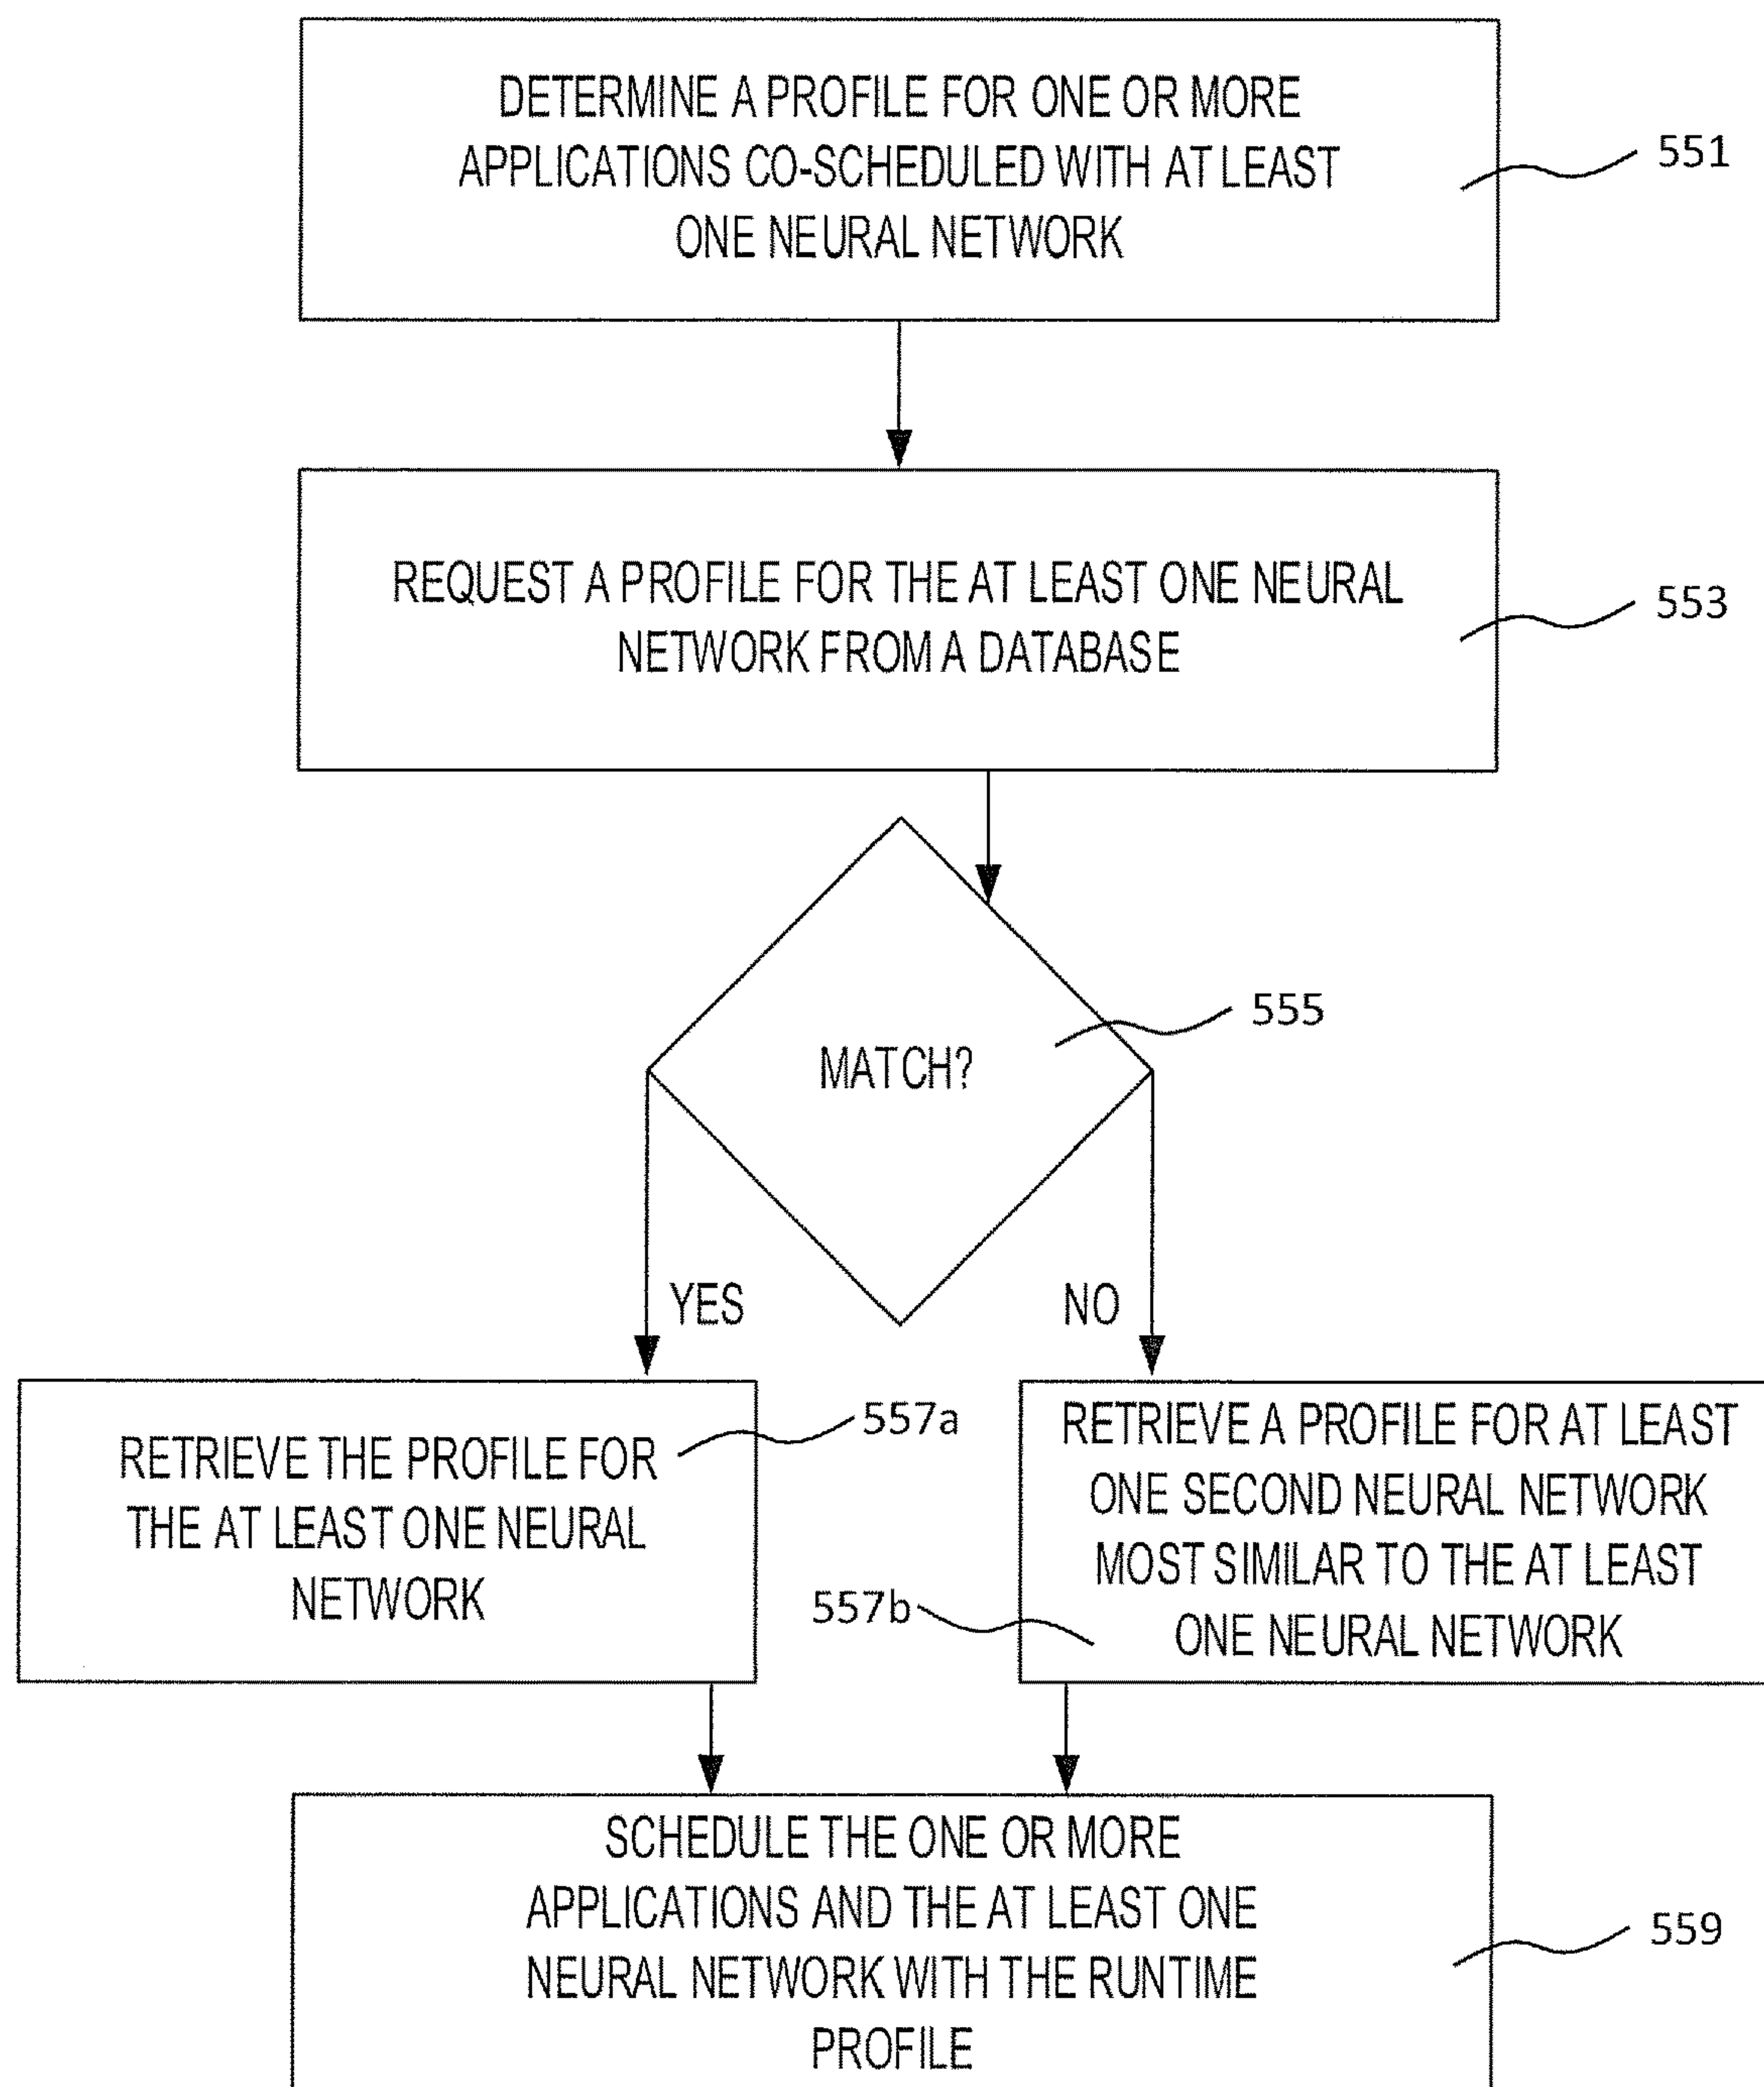 DETERMINE A PROFILE FOR ONE OR MORE
APPLICATIONS CO-SCHEDULED WITH AT LEAST
ONE NEURAL NETWORK
551
REQUEST A PROFILE FOR THE AT LEAST ONE NEURAL
NETWORK FROM A DATABASE
553
MATCH?
555
YES
NO
RETRIEVE THE PROFILE FOR
THE AT LEAST ONE NEURAL
NETWORK
557a
RETRIEVE A PROFILE FOR AT LEAST
ONE SECOND NEURAL NETWORK
MOST SIMILAR TO THE AT LEAST
ONE NEURAL NETWORK
557b
SCHEDULE THE ONE OR MORE
APPLICATIONS AND THE AT LEAST ONE
NEURAL NETWORK WITH THE RUNTIME
PROFILE
559